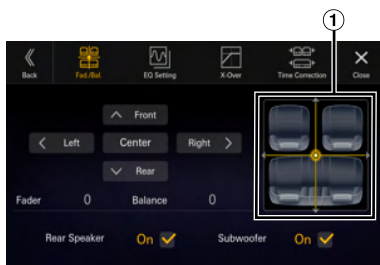 1
Back Fad./Bal. EQ Setting X-Over Time Correction Close
Front
Left Center Right
Rear
Fader 0 Balance 0
Rear Speaker On Subwoofer On